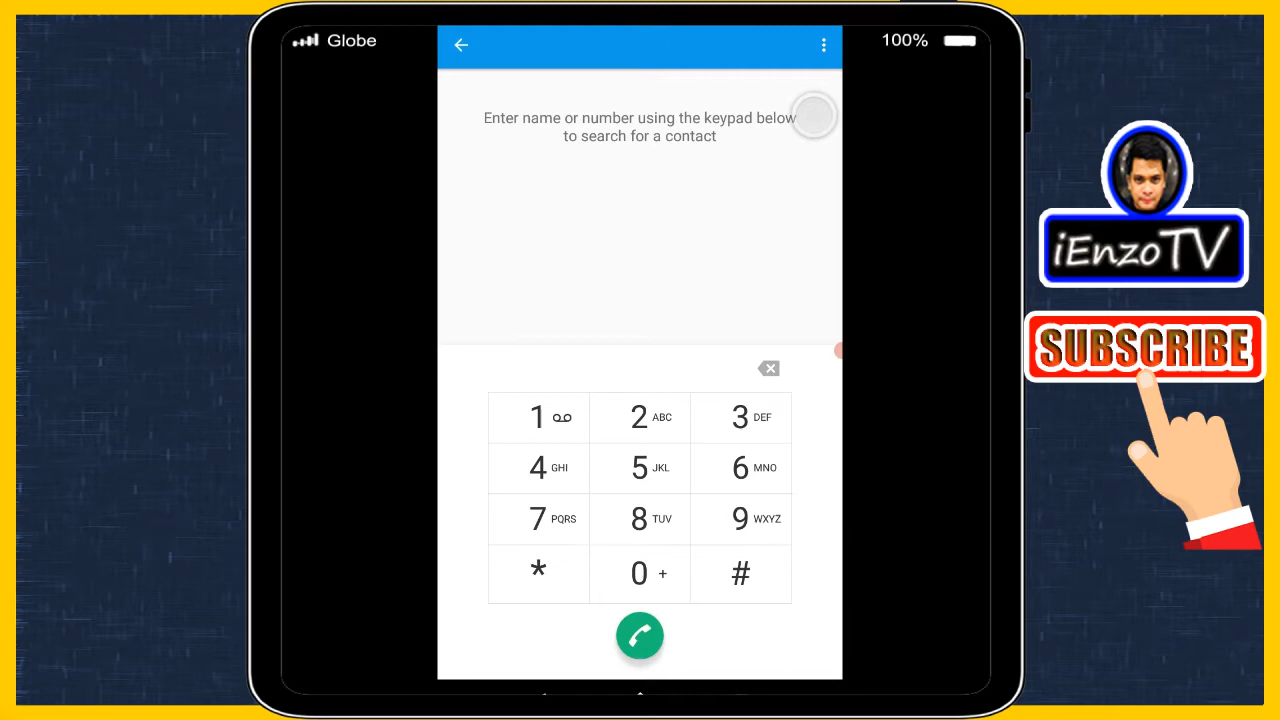 Globe
100%
Enter name or number using the keypad below
to search for a contact
1
2 ABC
3 DEF
4 GHI
5 JKL
6 MNO
7 PQRS
8 TUV
9 WXYZ
*
0 +
#
iEnzoTV
SUBSCRIBE